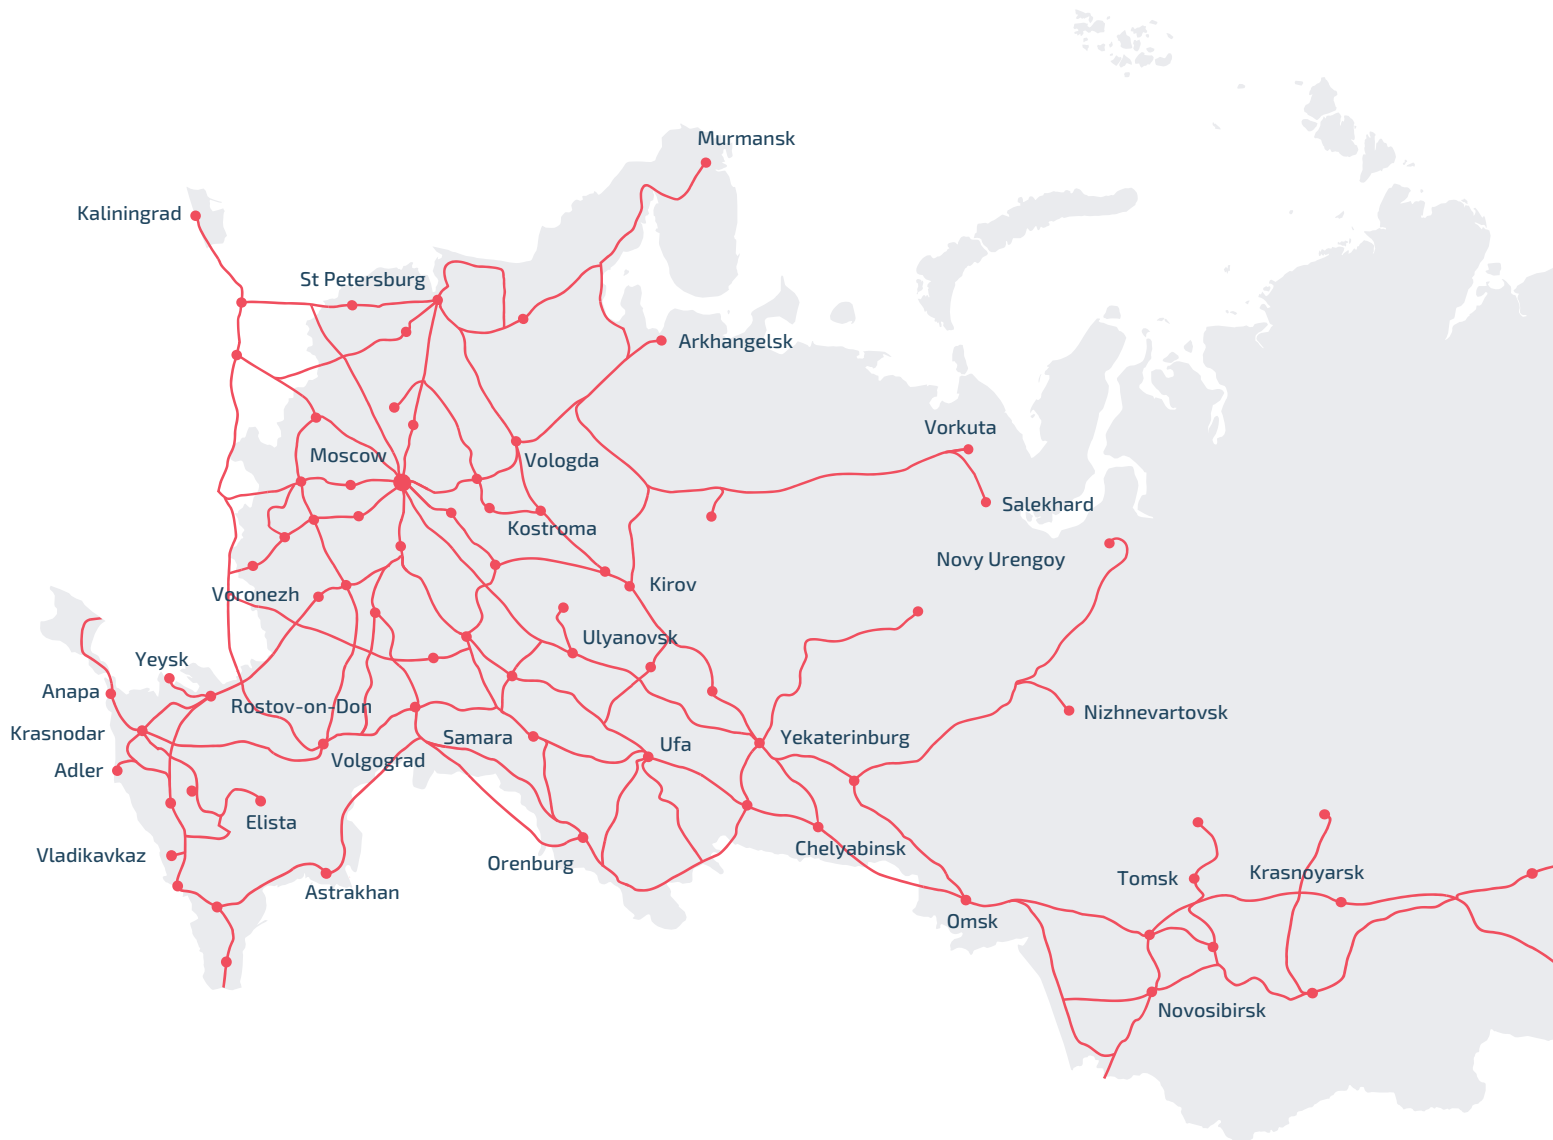 Murmansk
Kaliningrad
St Petersburg
Arkhangelsk
Vorkuta
Moscow
Vologda
Salekhard
Kostroma
Novy Urengoy
Kirov
Voronezh
Ulyanovsk
Yeysk
Anapa
Rostov-on-Don
Nizhnevartovsk
Krasnodar
Samara
Yekaterinburg
Ufa
Volgograd
Adler
Elista
Chelyabinsk
Vladikavkaz
Orenburg
Krasnoyarsk
Tomsk
Astrakhan
Omsk
Novosibirsk